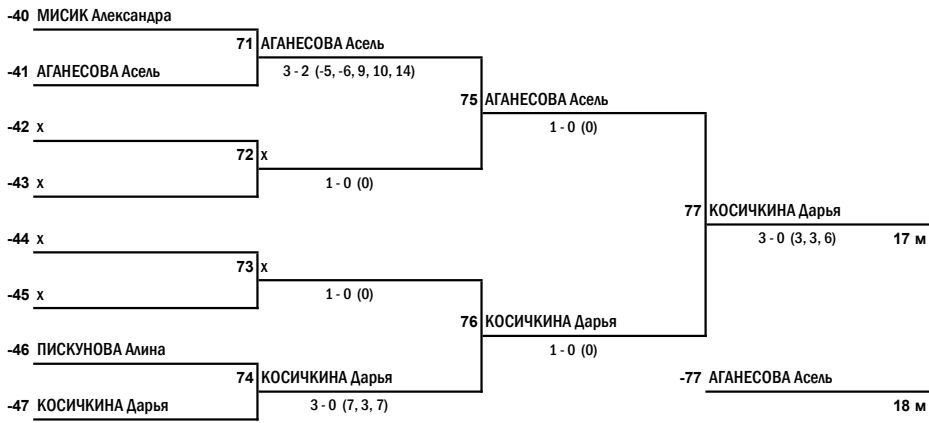 -40 МИСИК Александра
71 АГАНЕСОВА Асель
-41 АГАНЕСОВА Асель
3 - 2 (-5, -6, 9, 10, 14)
75 АГАНЕСОВА Асель
-42 x
1 - 0 (0)
72 x
-43 x
1 - 0 (0)
77 КОСИЧКИНА Дарья
-44 x
3 - 0 (3, 3, 6)
17 м
73 x
-45 x
1 - 0 (0)
76 КОСИЧКИНА Дарья
-46 ПИСКУНОВА Алина
1 - 0 (0)
74 КОСИЧКИНА Дарья
-77 АГАНЕСОВА Асель
-47 КОСИЧКИНА Дарья
3 - 0 (7, 3, 7)
18 м